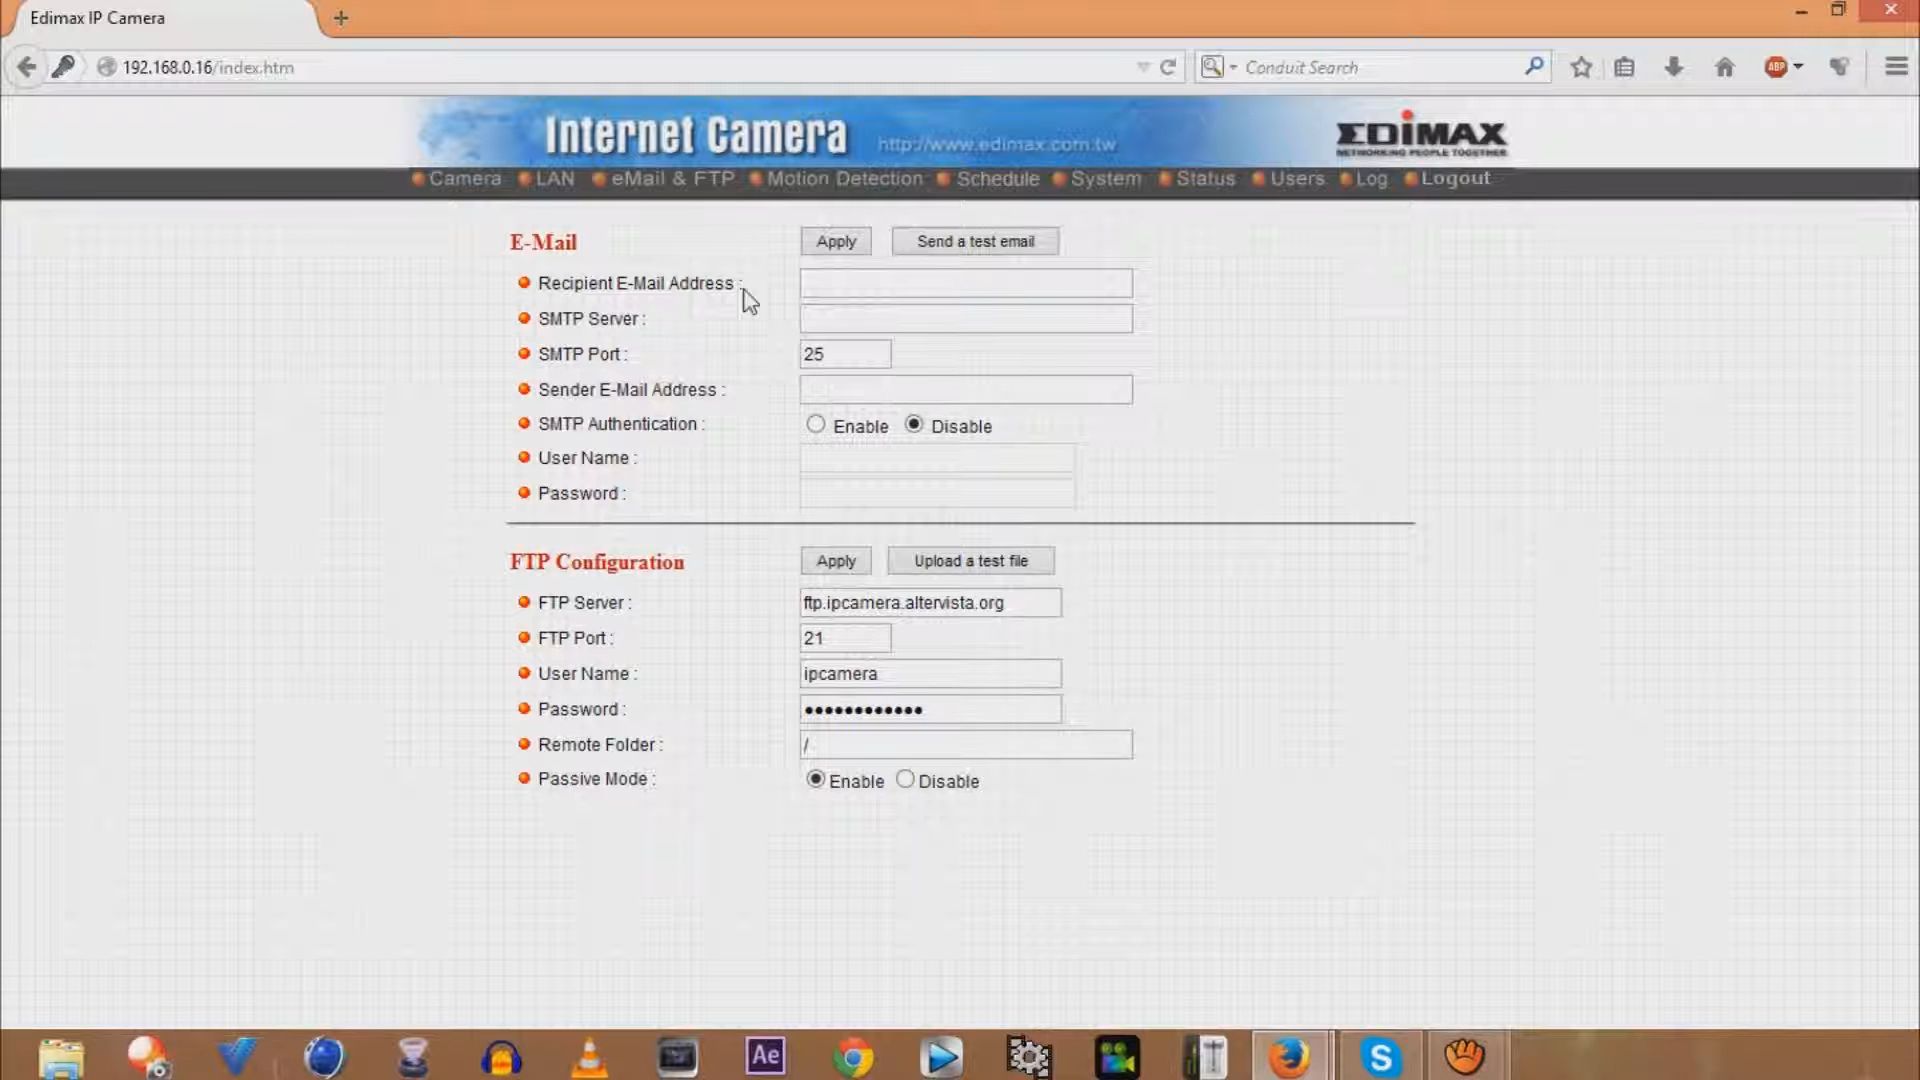 Edimax IP Camera
192.168.0.16/index.htm
Conduit Search
ABP
Internet Camera http://www.edimax.com.tw
EDIMAX
NETWORKING PEOPLE TOGETHER
Camera LAN eMail & FTP Motion Detection Schedule System Status Users Log Logout
E-Mail Apply Send a test email
Recipient E-Mail Address :
SMTP Server :
SMTP Port : 25
Sender E-Mail Address :
SMTP Authentication : Enable Disable
User Name :
Password :
FTP Configuration Apply Upload a test file
FTP Server : ftp.ipcamera.altervista.org
FTP Port : 21
User Name : ipcamera
Password : ••••••••••••
Remote Folder : /
Passive Mode : Enable Disable
Ae
S